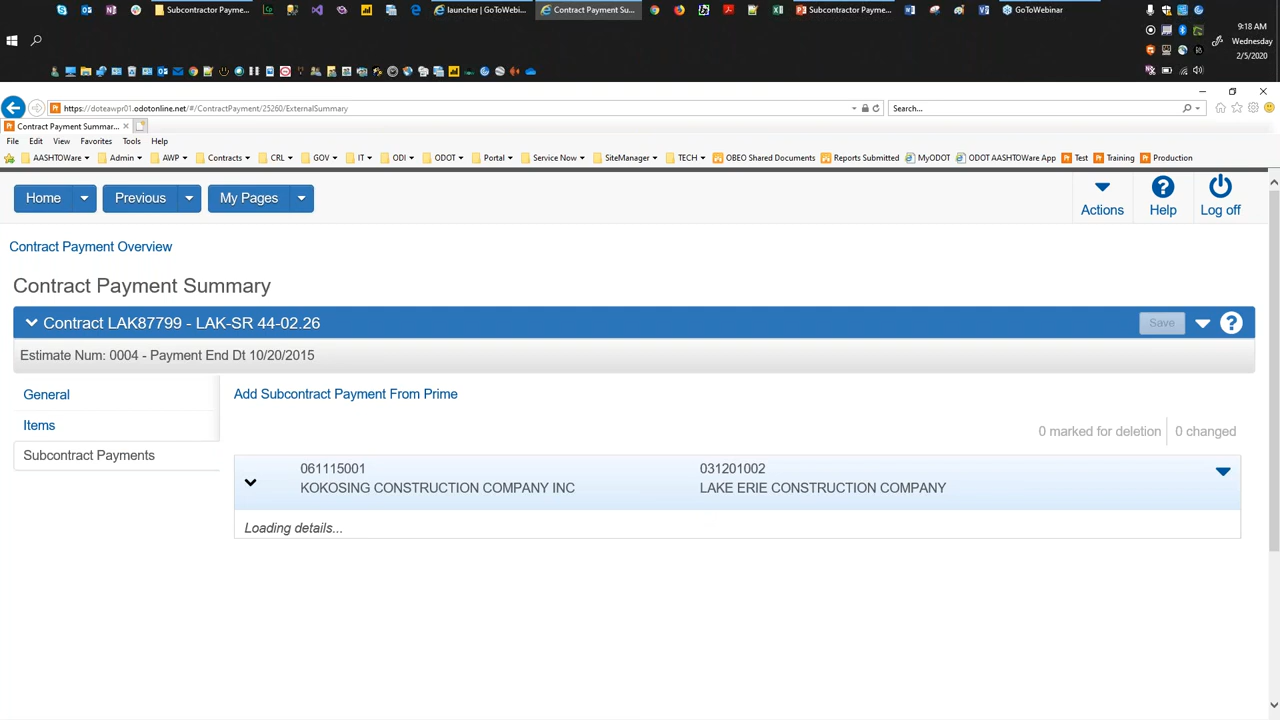 Subcontractor Payme...
launcher | GoToWebi...
Contract Payment Su...
Subcontractor Payme...
GoToWebinar
9:18 AM
Wednesday
2/5/2020
https://doteawpr01.odotonline.net/#/ContractPayment/25260/ExternalSummary
Search...
Contract Payment Summar...
File Edit View Favorites Tools Help
AASHTOWare Admin AWP Contracts CRL GOV IT ODI ODOT Portal Service Now SiteManager TECH OBEO Shared Documents Reports Submitted MyODOT ODOT AASHTOWare App Test Training Production
Home Previous My Pages
Actions Help Log off
Contract Payment Overview
Contract Payment Summary
Contract LAK87799 - LAK-SR 44-02.26
Save
Estimate Num: 0004 - Payment End Dt 10/20/2015
General
Items
Subcontract Payments
Add Subcontract Payment From Prime
0 marked for deletion 0 changed
061115001 031201002
KOKOSING CONSTRUCTION COMPANY INC LAKE ERIE CONSTRUCTION COMPANY
Loading details...